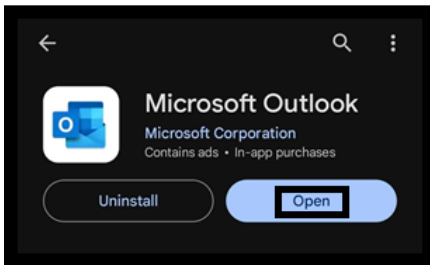 Microsoft Outlook
Microsoft Corporation
Contains ads • In-app purchases
Uninstall Open